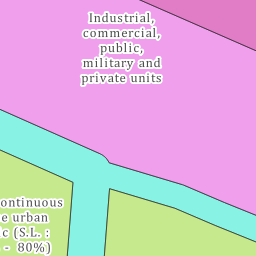 Industrial,
commercial,
public,
military and
private units
continuous
e urban
c (S.L. :
- 80%)